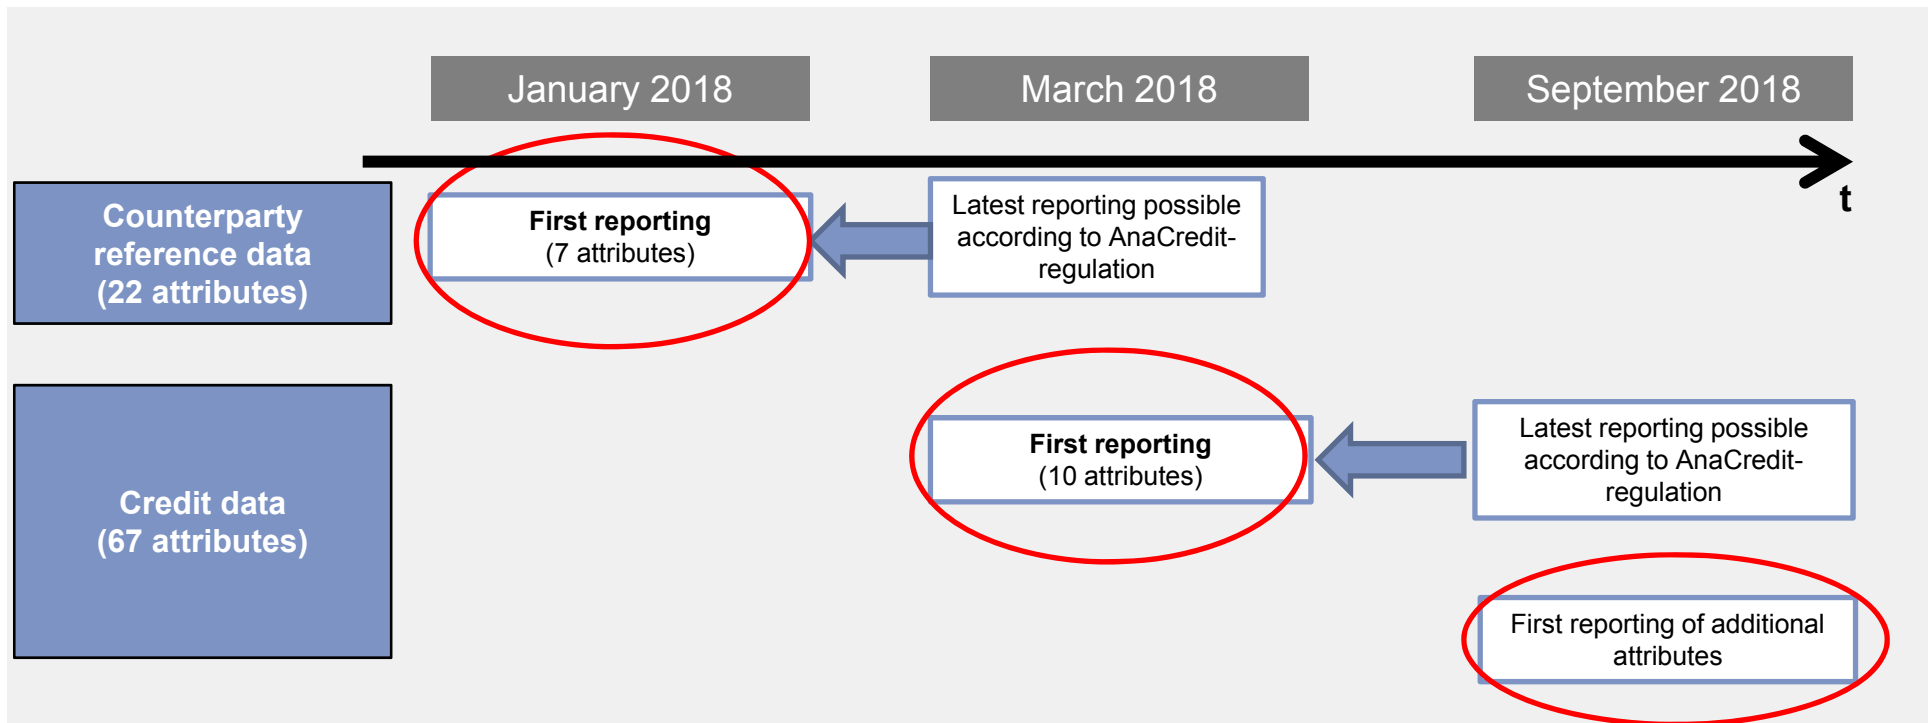 January 2018
March 2018
September 2018
t
Counterparty
reference data
(22 attributes)
First reporting
(7 attributes)
Latest reporting possible
according to AnaCredit-
regulation
Credit data
(67 attributes)
First reporting
(10 attributes)
Latest reporting possible
according to AnaCredit-
regulation
First reporting of additional
attributes